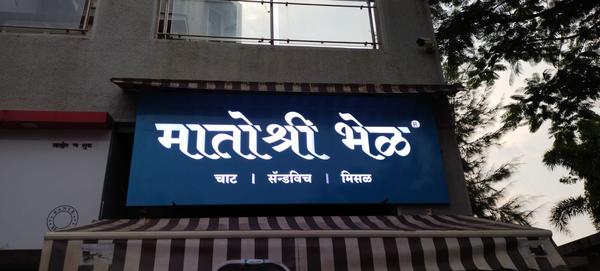 मातोश्री भेळ®
चाट | सॅन्डविच | मिसळ